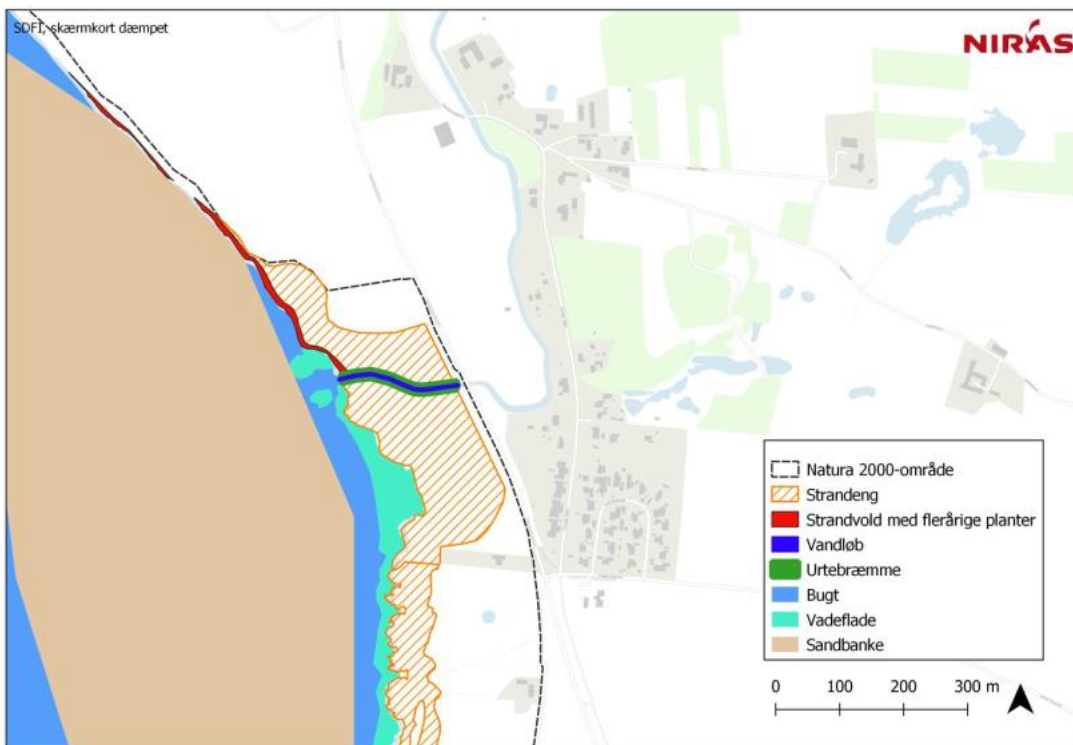 SDFI, skærmkort dæmpet
NIRAS
Natura 2000-område
Strandeng
Strandvold med flerårige planter
Vandløb
Urtebræmme
Bugt
Vadeflade
Sandbanke
0 100 200 300 m